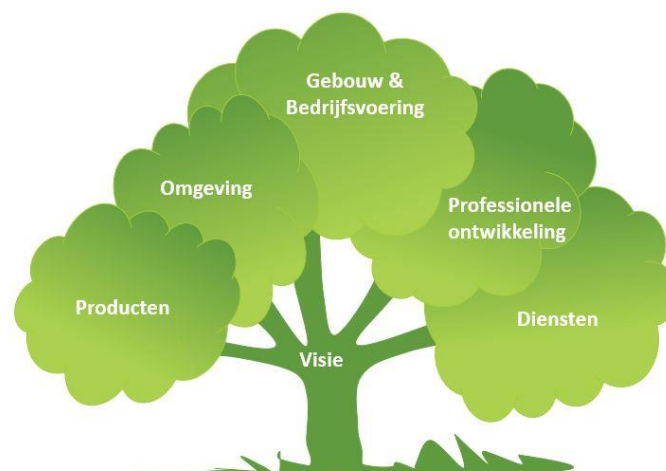 Gebouw &
Bedrijfsvoering
Omgeving
Professionele
ontwikkeling
Producten
Diensten
Visie